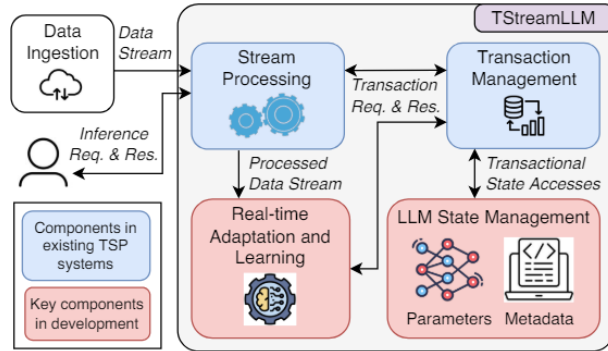 TStreamLLM
Data
Ingestion
Data
Stream
Stream
Processing
Transaction
Req. & Res.
Transaction
Management
Inference
Req. & Res.
Processed
Data Stream
Transactional
State Accesses
Real-time
Adaptation and
Learning
LLM State Management
Parameters
Metadata
Components in
existing TSP
systems
Key components
in development